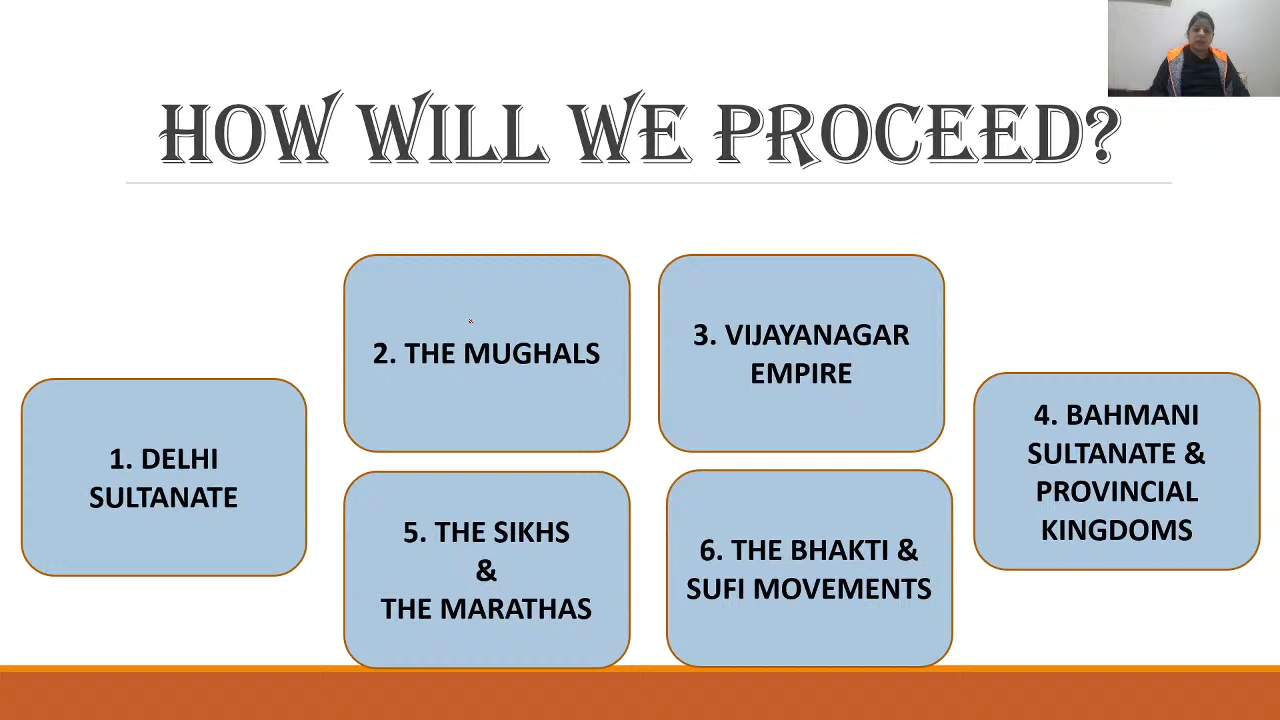 HOW WILL WE PROCEED?
1. DELHI
SULTANATE
2. THE MUGHALS
3. VIJAYANAGAR
EMPIRE
4. BAHMANI
SULTANATE &
PROVINCIAL
KINGDOMS
5. THE SIKHS
&
THE MARATHAS
6. THE BHAKTI &
SUFI MOVEMENTS